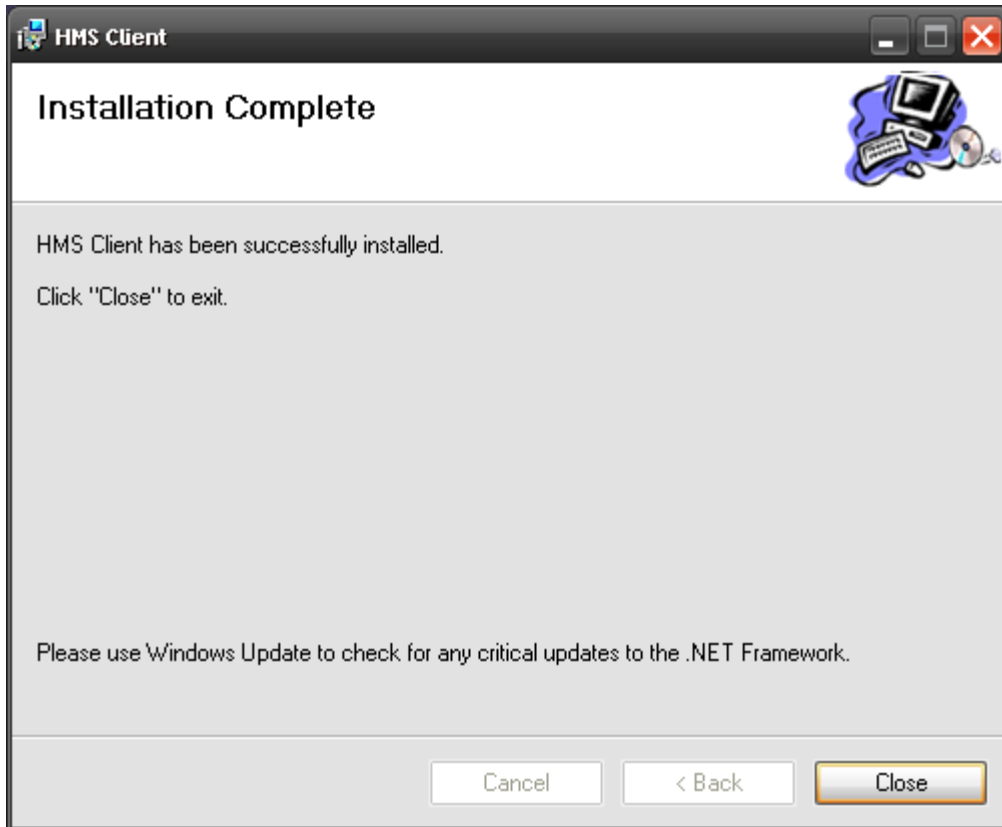 HMS Client
Installation Complete
HMS Client has been successfully installed.
Click "Close" to exit.
Please use Windows Update to check for any critical updates to the .NET Framework.
Cancel
< Back
Close